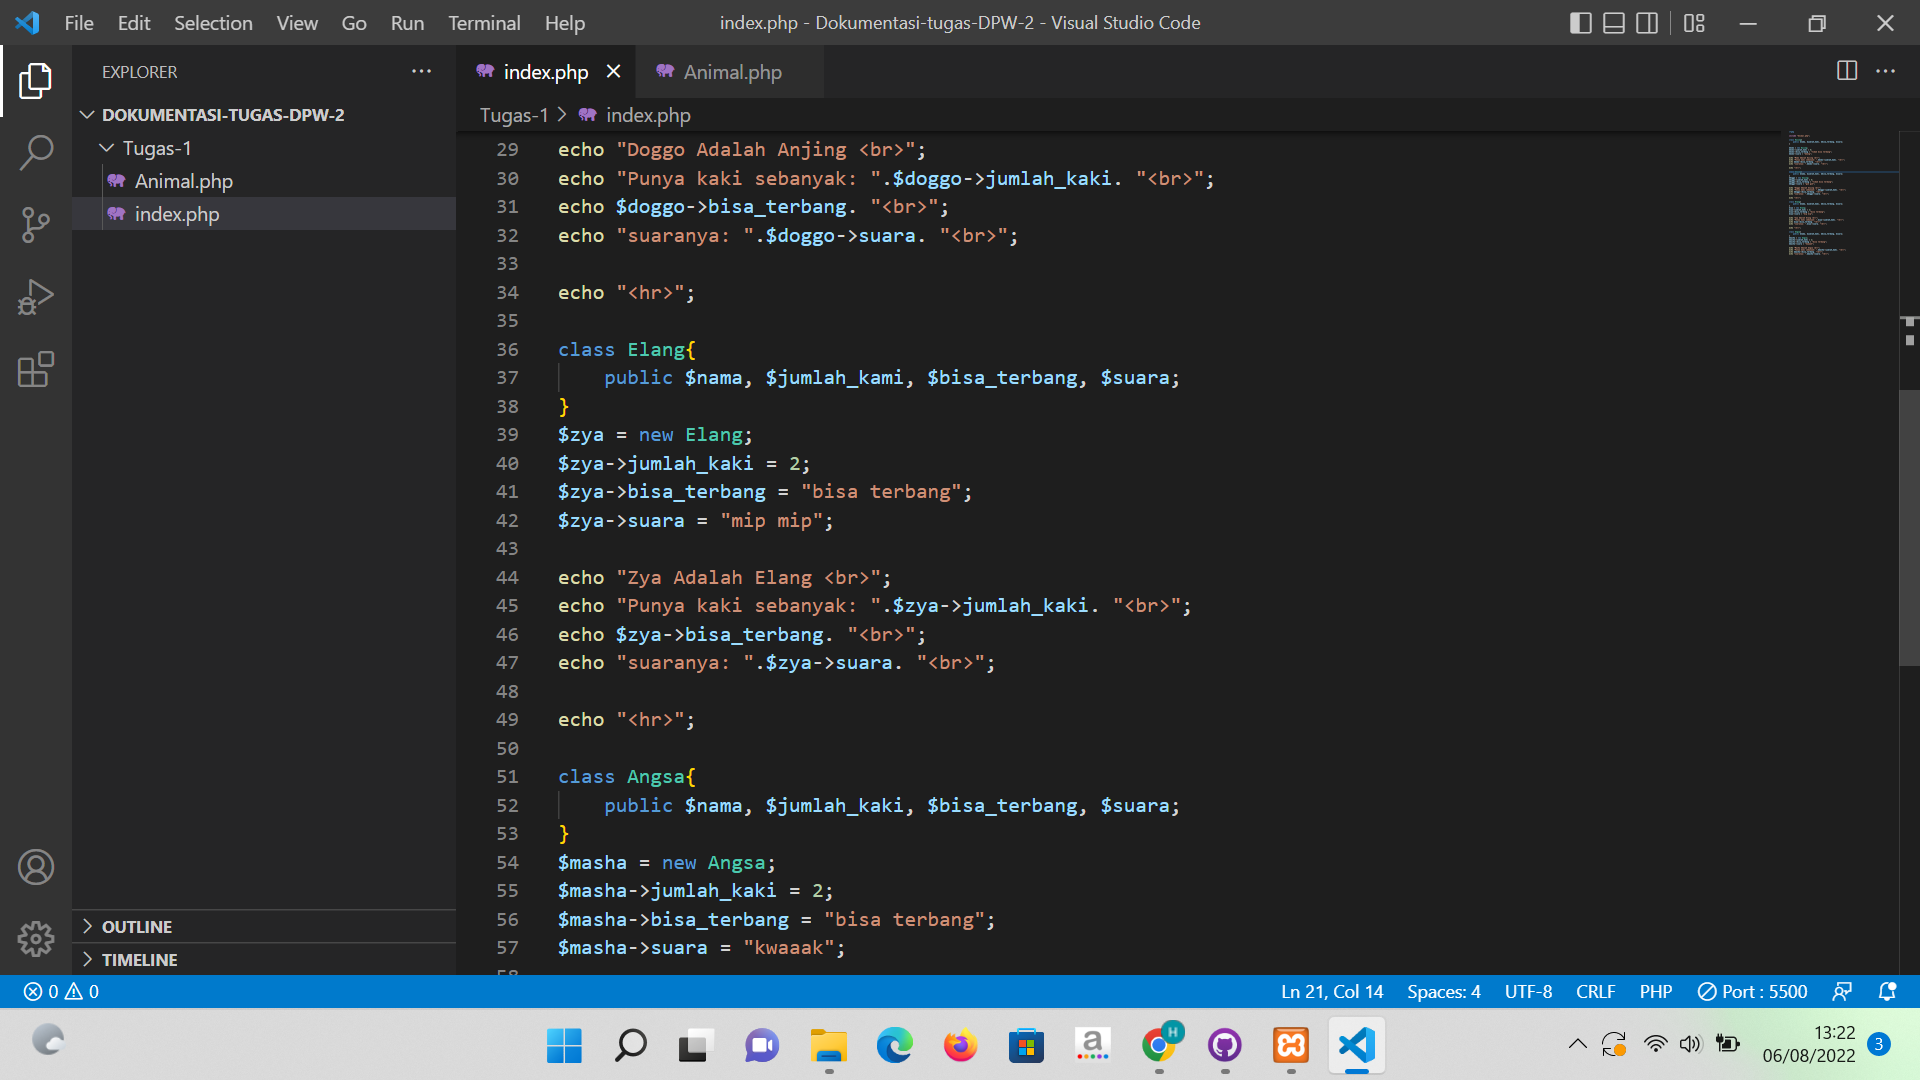 File Edit Selection View Go Run Terminal Help
index.php - Dokumentasi-tugas-DPW-2 - Visual Studio Code
EXPLORER
DOKUMENTASI-TUGAS-DPW-2
Tugas-1
Animal.php
index.php
OUTLINE
TIMELINE
index.php Animal.php
Tugas-1 > index.php
29 echo "Doggo Adalah Anjing <br>";
30 echo "Punya kaki sebanyak: ".$doggo->jumlah_kaki. "<br>";
31 echo $doggo->bisa_terbang. "<br>";
32 echo "suaranya: ".$doggo->suara. "<br>";
33
34 echo "<hr>";
35
36 class Elang{
37 public $nama, $jumlah_kami, $bisa_terbang, $suara;
38 }
39 $zya = new Elang;
40 $zya->jumlah_kaki = 2;
41 $zya->bisa_terbang = "bisa terbang";
42 $zya->suara = "mip mip";
43
44 echo "Zya Adalah Elang <br>";
45 echo "Punya kaki sebanyak: ".$zya->jumlah_kaki. "<br>";
46 echo $zya->bisa_terbang. "<br>";
47 echo "suaranya: ".$zya->suara. "<br>";
48
49 echo "<hr>";
50
51 class Angsa{
52 public $nama, $jumlah_kaki, $bisa_terbang, $suara;
53 }
54 $masha = new Angsa;
55 $masha->jumlah_kaki = 2;
56 $masha->bisa_terbang = "bisa terbang";
57 $masha->suara = "kwaaak";
0 0 Ln 21, Col 14 Spaces: 4 UTF-8 CRLF PHP Port : 5500
a H
13:22
06/08/2022 3